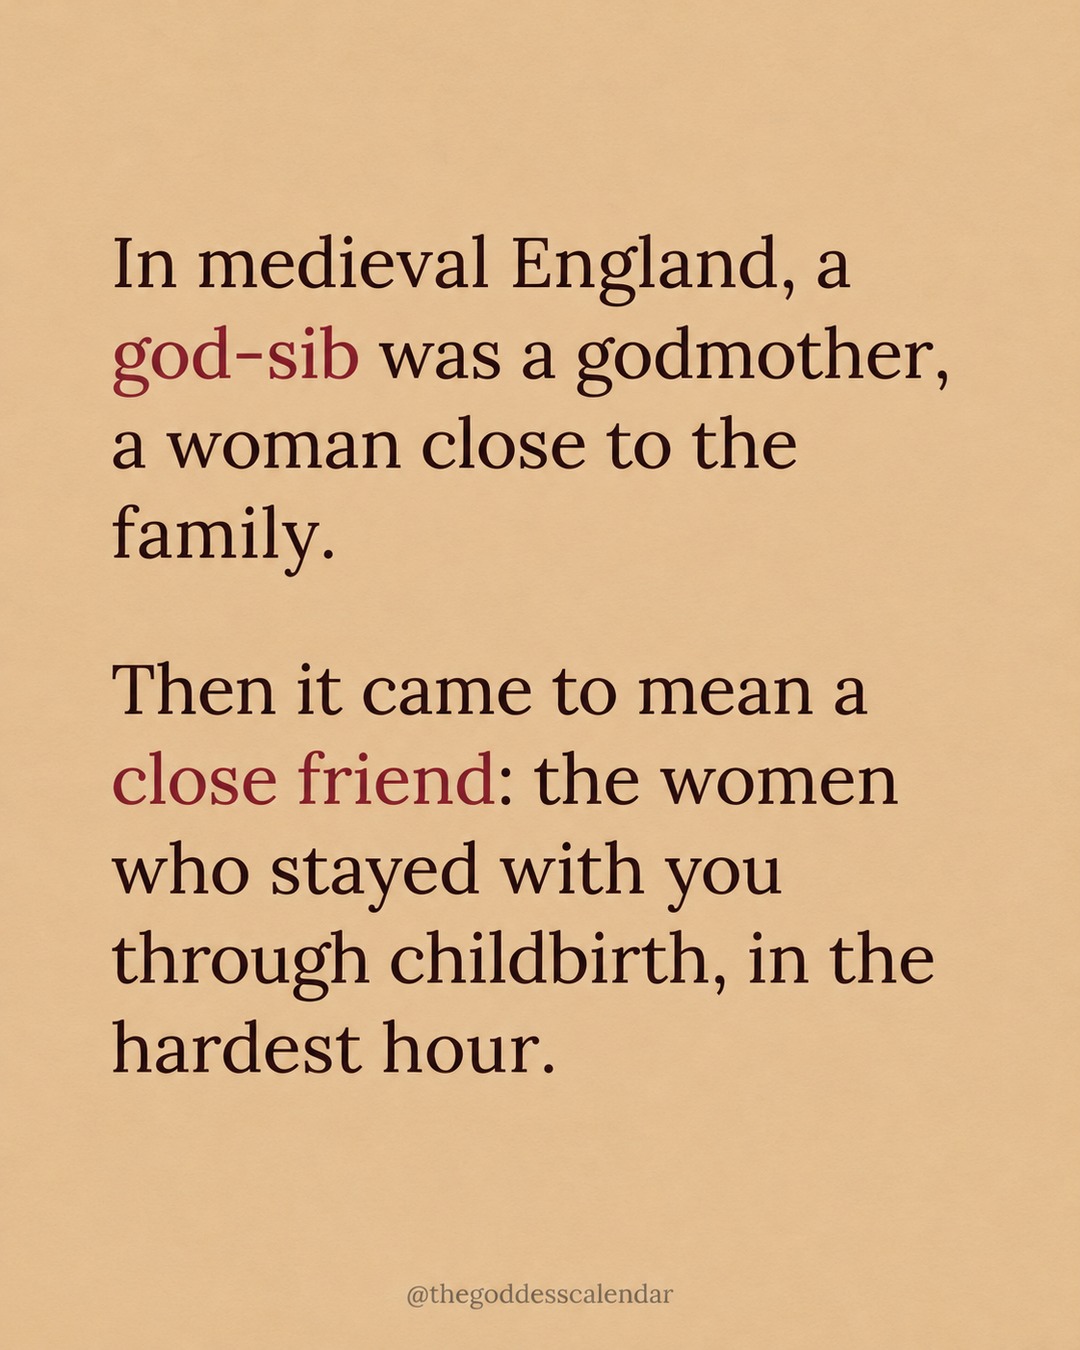 In medieval England, a
god-sib was a godmother,
a woman close to the
family.
Then it came to mean a
close friend: the women
who stayed with you
through childbirth, in the
hardest hour.
@thegoddesscalendar